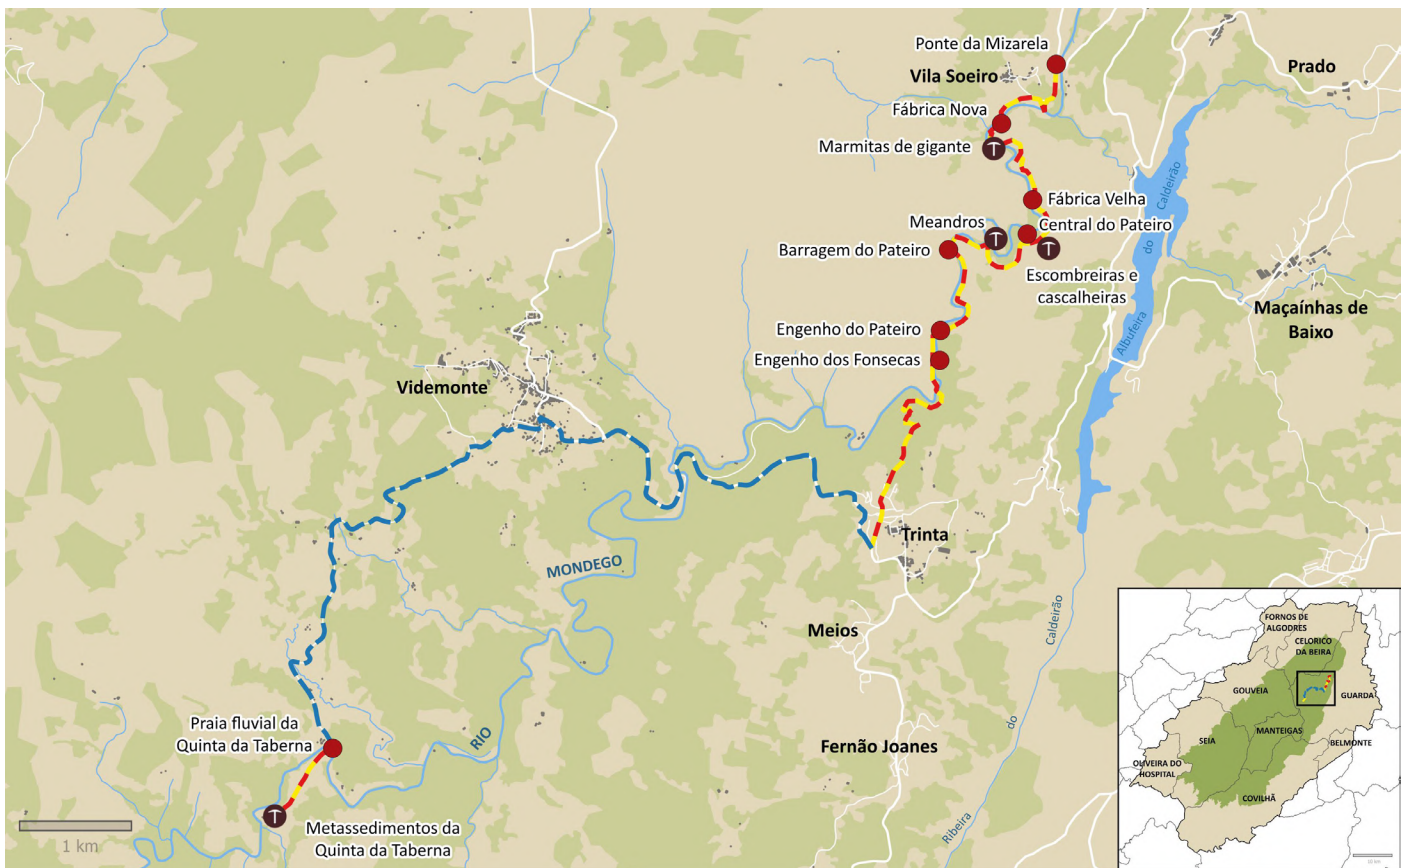 Ponte da Mizarela
Vila Soeiro
Prado
Fábrica Nova
Marmitas de gigante
Fábrica Velha
Meandros
Central do Pateiro
Barragem do Pateiro
Escombreiras e
cascalheiras
Albufeira do Caldeirão
Maçaínhas de
Baixo
Engenho do Pateiro
Engenho dos Fonsecas
Videmonte
Trinta
RIO MONDEGO
Meios
Ribeira do Caldeirão
Praia fluvial da
Quinta da Taberna
Fernão Joanes
Metassedimentos da
Quinta da Taberna
1 km
FORNOS DE
ALGODRES
CELORICO
DA BEIRA
GOUVEIA
GUARDA
SEIA
MANTEIGAS
BELMONTE
OLIVEIRA DO
HOSPITAL
COVILHÃ
10 km